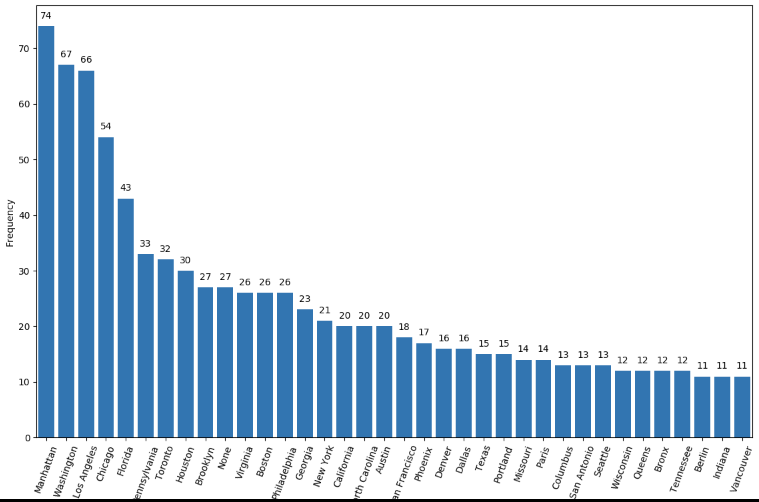 74
67
66
54
43
33
32
30
27
27
26
26
26
23
21
20
20
20
18
17
16
16
15
15
14
14
13
13
13
12
12
12
12
11
11
11
70
60
50
40
30
20
10
0
Frequency
Manhattan
Washington
Los Angeles
Chicago
Florida
ennsylvania
Toronto
Houston
Brooklyn
None
Virginia
Boston
Philadelphia
Georgia
New York
California
rth Carolina
Austin
an Francisco
Phoenix
Denver
Dallas
Texas
Portland
Missouri
Paris
Columbus
San Antonio
Seattle
Wisconsin
Queens
Bronx
Tennessee
Berlin
Indiana
Vancouver